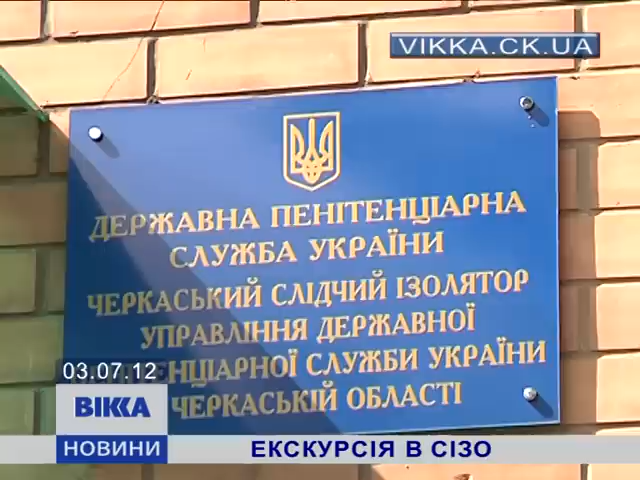 VIKKA.CK.UA
ДЕРЖАВНА ПЕНІТЕНЦІАРНА
СЛУЖБА УКРАЇНИ
ЧЕРКАСЬКИЙ СЛІДЧИЙ ІЗОЛЯТОР
УПРАВЛІННЯ ДЕРЖАВНОЇ
СЛУЖБИ УКРАЇНИ
ЧЕРКАСЬКІЙ ОБЛАСТІ
03.07.12
ВІККА
НОВИНИ
ЕКСКУРСІЯ В СІЗО